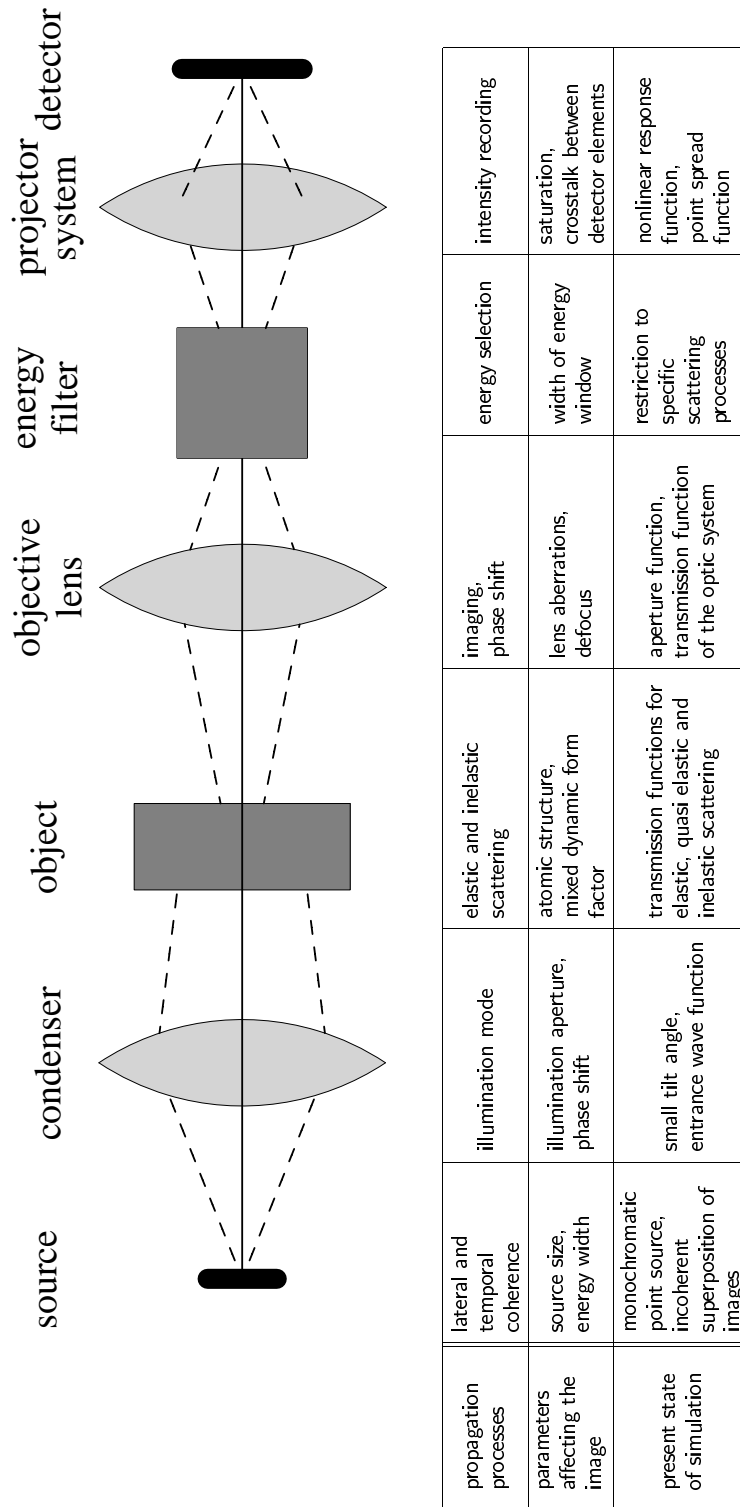 source
condenser
object
objective
lens
energy
filter
projector
system
detector
propagation
processes
lateral and
temporal
coherence
illumination mode
elastic and inelastic
scattering
imaging,
phase shift
energy selection
intensity recording
parameters
affecting the
image
source size,
energy width
illumination aperture,
phase shift
atomic structure,
mixed dynamic form
factor
lens aberrations,
defocus
width of energy
window
saturation,
crosstalk between
detector elements
present state
of simulation
monochromatic
point source,
incoherent
superposition of
images
small tilt angle,
entrance wave function
transmission functions for
elastic, quasi elastic and
inelastic scattering
aperture function,
transmission function
of the optic system
restriction to
specific
scattering
processes
nonlinear response
function,
point spread
function